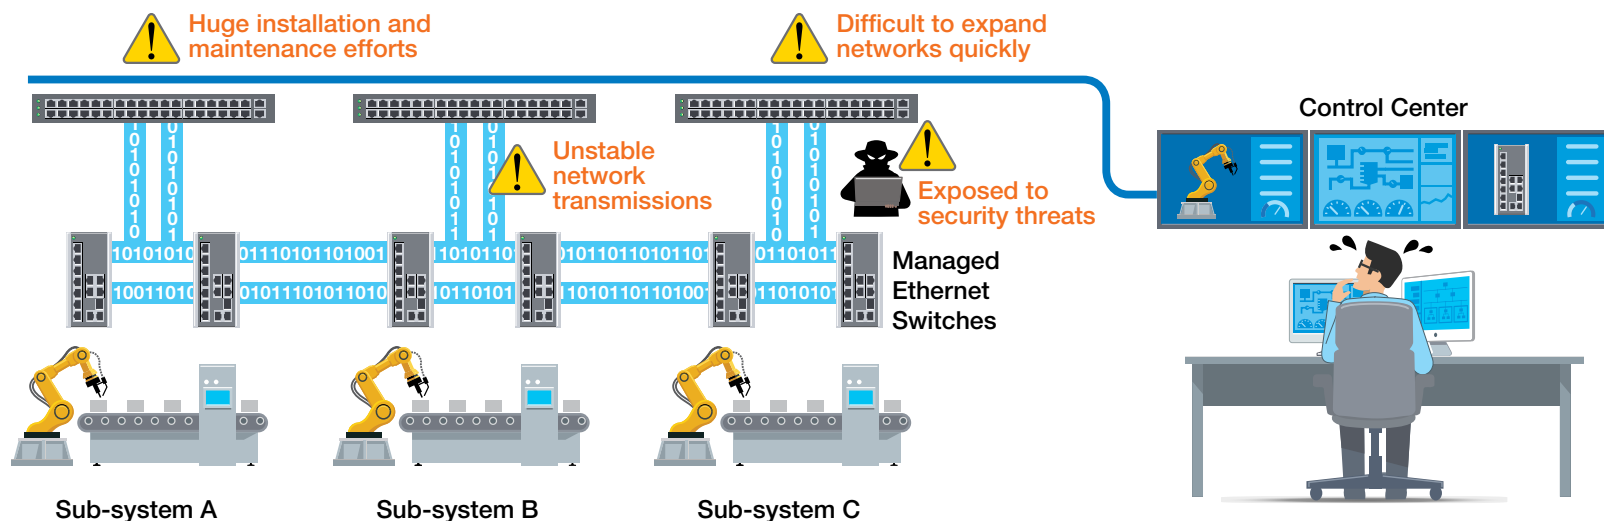 Huge installation and
maintenance efforts
Difficult to expand
networks quickly
Control Center
Unstable
network
transmissions
Exposed to
security threats
Managed
Ethernet
Switches
Sub-system A
Sub-system B
Sub-system C